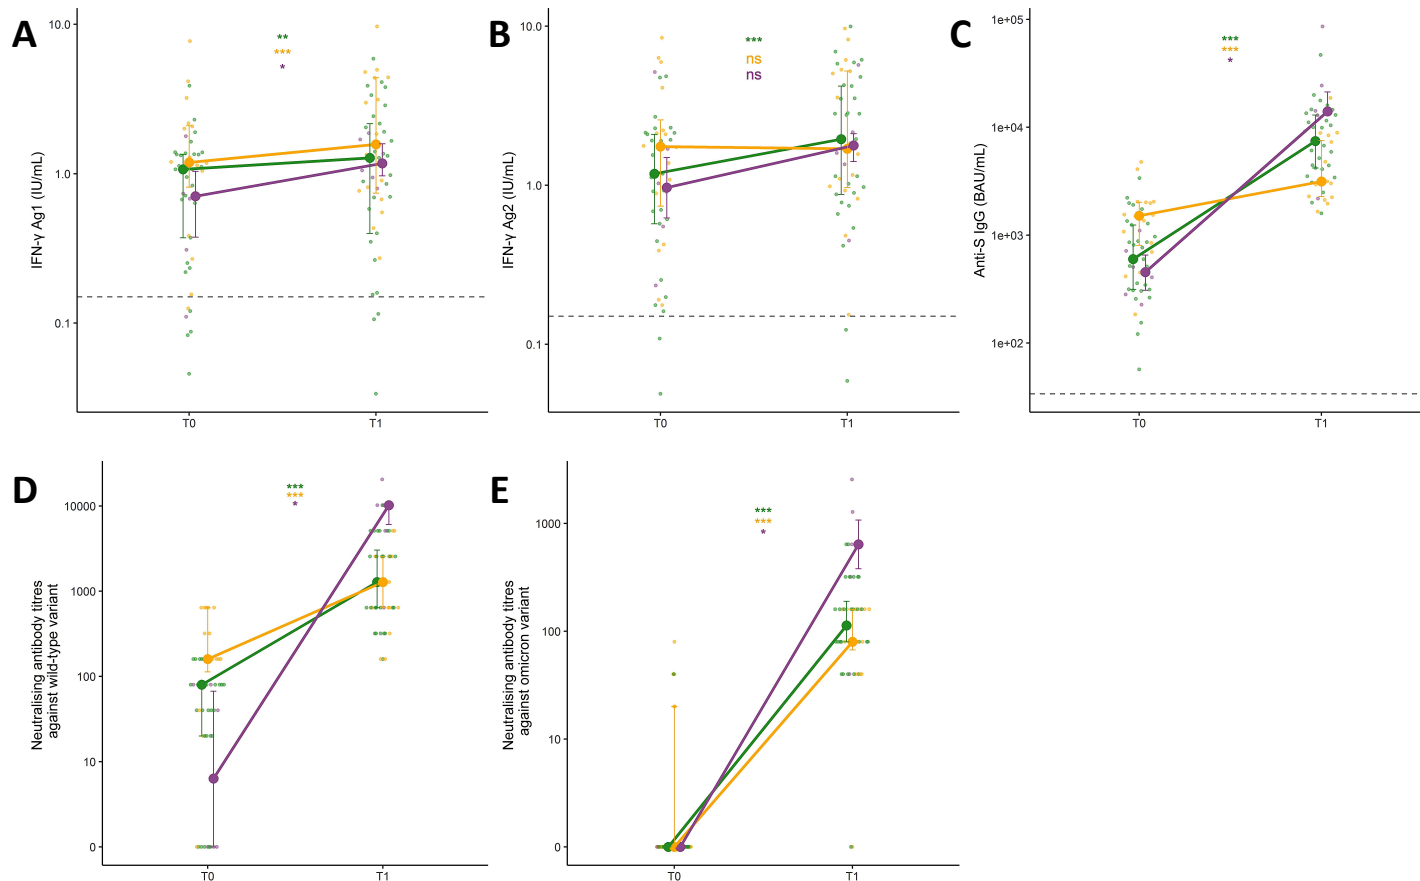 A
IFN-γ Ag1 (IU/mL)
10.0
1.0
0.1
**
***
*
T0
T1
B
IFN-γ Ag2 (IU/mL)
10.0
1.0
0.1
***
ns
ns
T0
T1
C
Anti-S IgG (BAU/mL)
1e+05
1e+04
1e+03
1e+02
***
***
*
T0
T1
D
Neutralising antibody titres
against wild-type variant
10000
1000
100
10
0
***
***
*
T0
T1
E
Neutralising antibody titres
against omicron variant
1000
100
10
0
***
***
*
T0
T1